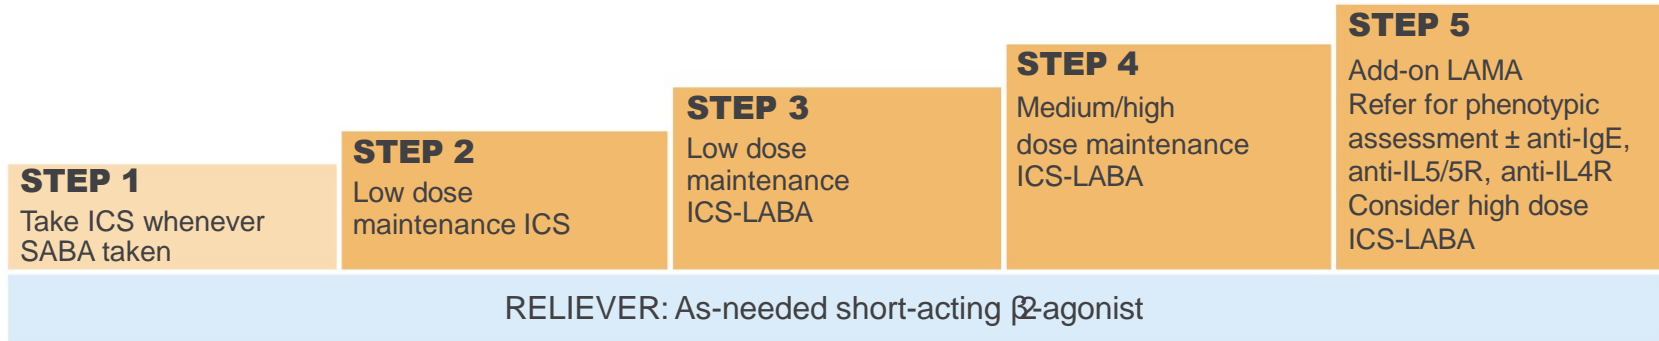 STEP 1
Take ICS whenever
SABA taken
STEP 2
Low dose
maintenance ICS
STEP 3
Low dose
maintenance
ICS-LABA
STEP 4
Medium/high
dose maintenance
ICS-LABA
STEP 5
Add-on LAMA
Refer for phenotypic
assessment ± anti-IgE,
anti-IL5/5R, anti-IL4R
Consider high dose
ICS-LABA
RELIEVER: As-needed short-acting β2-agonist